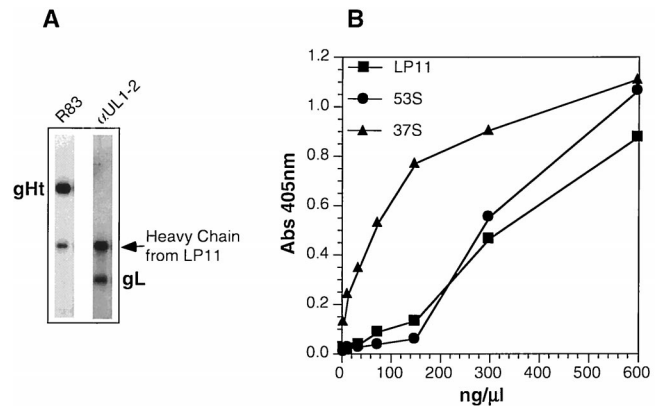 A
B
R83
αUL1-2
gHt
Heavy Chain
from LP11
gL
LP11
53S
37S
Abs 405nm
1.2
1.0
0.8
0.6
0.4
0.2
0.0
0
100
200
300
400
500
600
ng/µl